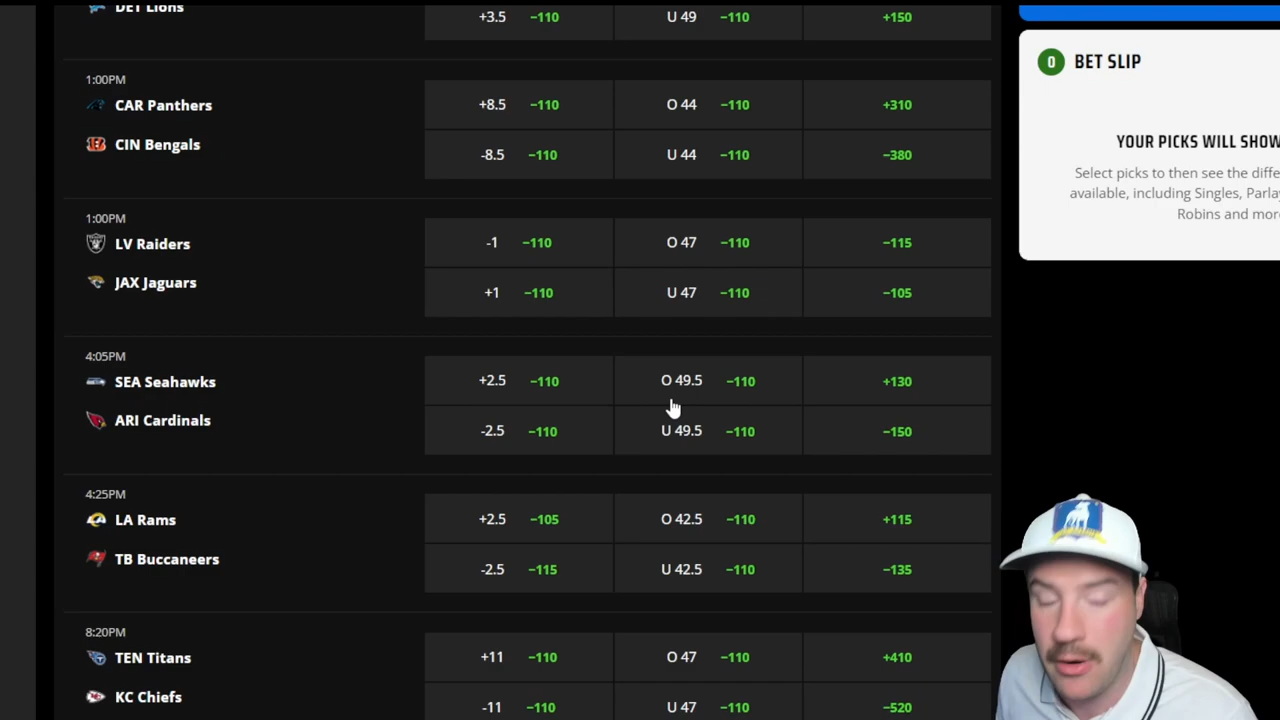 DET Lions +3.5 −110 U 49 −110 +150
0 BET SLIP
1:00PM
CAR Panthers +8.5 −110 O 44 −110 +310
CIN Bengals -8.5 −110 U 44 −110 −380
YOUR PICKS WILL SHOW
Select picks to then see the diffe
available, including Singles, Parlay
Robins and more
1:00PM
LV Raiders -1 −110 O 47 −110 −115
JAX Jaguars +1 −110 U 47 −110 −105
4:05PM
SEA Seahawks +2.5 −110 O 49.5 −110 +130
ARI Cardinals -2.5 −110 U 49.5 −110 −150
4:25PM
LA Rams +2.5 −105 O 42.5 −110 +115
TB Buccaneers -2.5 −115 U 42.5 −110 −135
8:20PM
TEN Titans +11 −110 O 47 −110 +410
KC Chiefs -11 −110 U 47 −110 −520